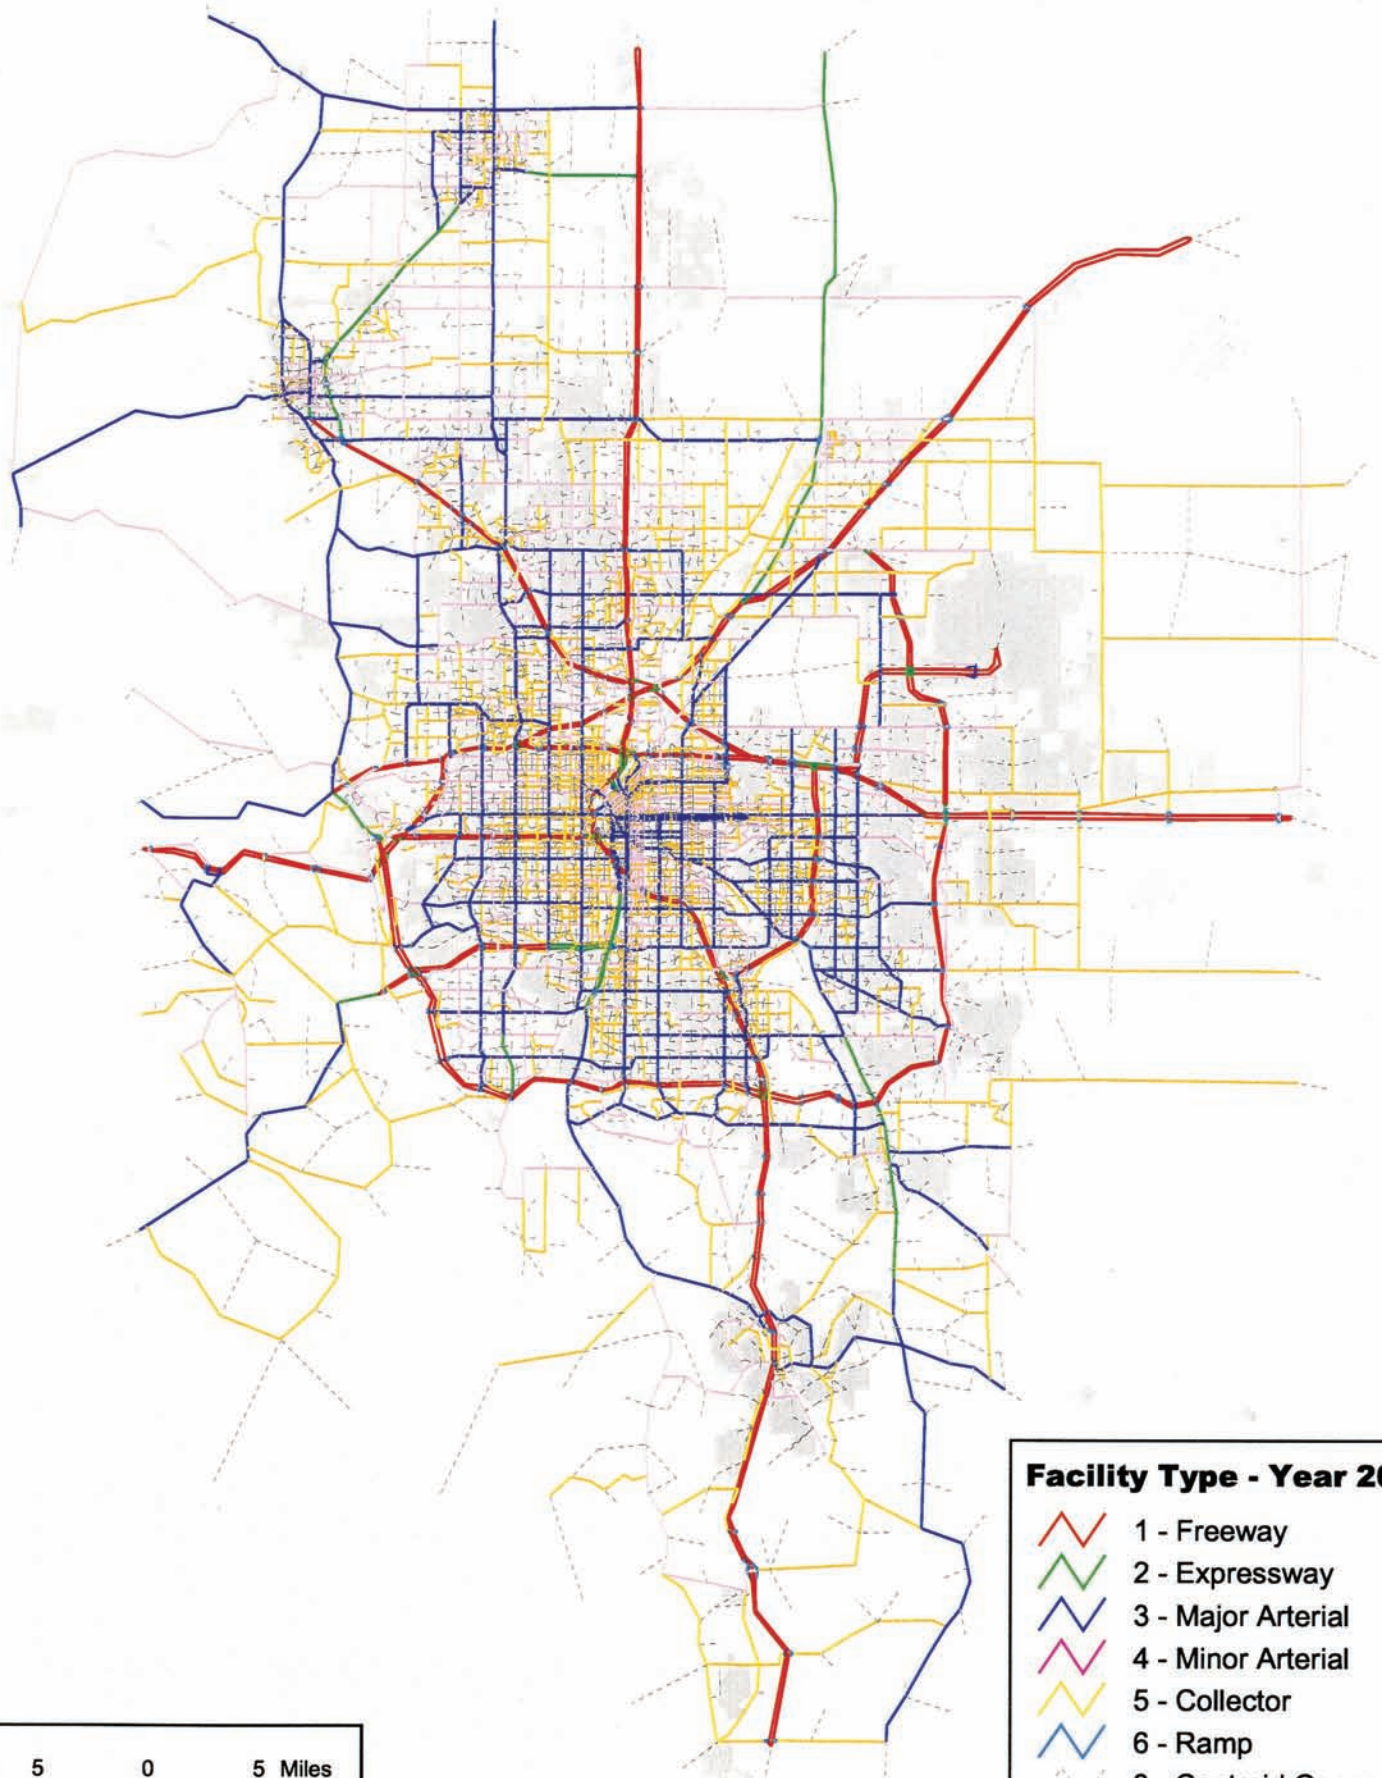 Facility Type - Year 20
1 - Freeway
2 - Expressway
3 - Major Arterial
4 - Minor Arterial
5 - Collector
6 - Ramp
5 0 5 Miles